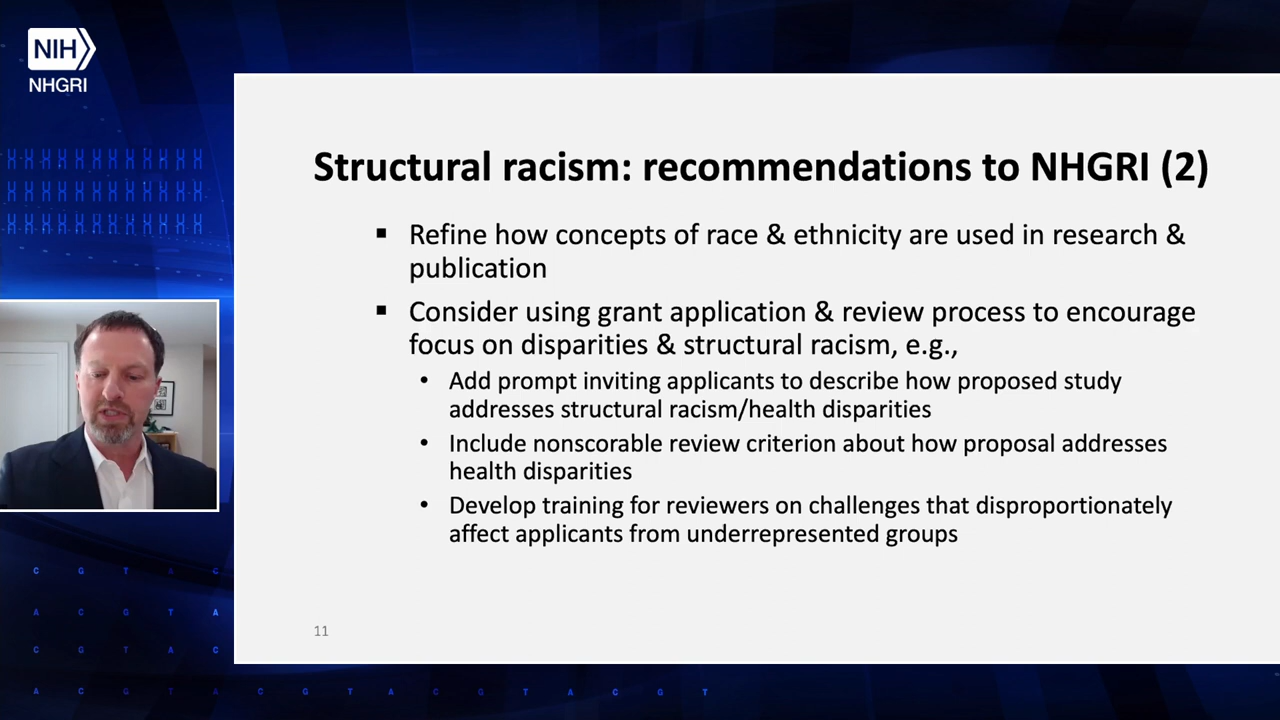 NIH
NHGRI
Structural racism: recommendations to NHGRI (2)
▪ Refine how concepts of race & ethnicity are used in research &
publication
▪ Consider using grant application & review process to encourage
focus on disparities & structural racism, e.g.,
• Add prompt inviting applicants to describe how proposed study
addresses structural racism/health disparities
• Include nonscorable review criterion about how proposal addresses
health disparities
• Develop training for reviewers on challenges that disproportionately
affect applicants from underrepresented groups
11
C G T A C
A C G T A
C G T A C
A C G T A C G T A C G T A C G T